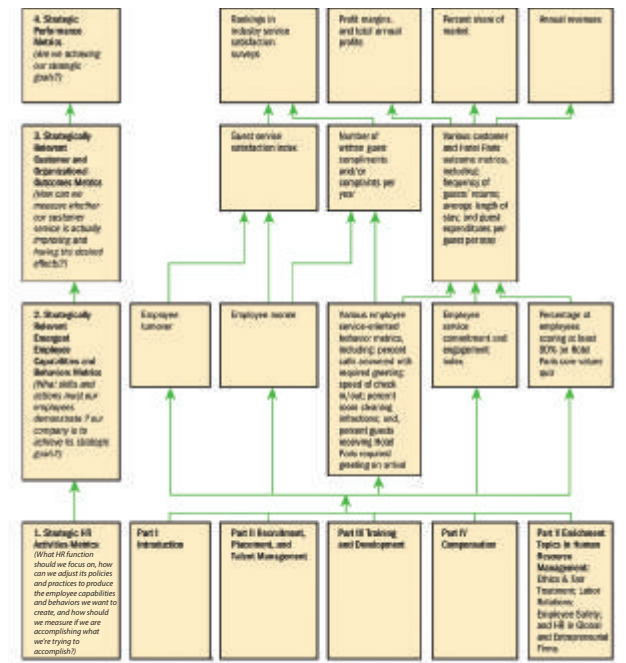 4. Strategic
Performance
Metrics
(Are we achieving
our strategic
goals?)
Rankings in
industry service
satisfaction
surveys
Profit margins,
and total annual
profits
Percent share of
market
Annual revenues
3. Strategically
Relevant
Customer and
Organizational
Outcomes Metrics
(How can we
measure whether
our customer
service is actually
improving and
having the desired
effects?)
Guest service
satisfaction index
Number of
written guest
compliments
and/or
complaints per
year
Various customer
and Hotel Paris
outcome metrics,
including:
frequency of
guests' returns;
average length of
stay; and guest
expenditures per
guest per stay
2. Strategically
Relevant
Emergent
Employee
Capabilities and
Behaviors Metrics
(What skills and
actions must our
employees
demonstrate if our
company is to
achieve its strategic
goals?)
Employee
turnover
Employee morale
Various employee
service-oriented
behavior metrics,
including: percent
calls answered with
required greeting;
speed of check
in/out; percent
room cleaning
infractions; and,
percent guests
receiving Hotel
Paris required
greeting on arrival
Employee
service
commitment and
engagement
index
Percentage of
employees
scoring at least
80% on Hotel
Paris core values
quiz
1. Strategic HR
Activities Metrics:
(What HR function
should we focus on, how
can we adjust its policies
and practices to produce
the employee capabilities
and behaviors we want to
create, and how should
we measure if we are
accomplishing what
we're trying to
accomplish?)
Part I
Introduction
Part II Recruitment,
Placement, and
Talent Management
Part III Training
and Development
Part IV
Compensation
Part V Enrichment
Topics in Human
Resource
Management:
Ethics & Fair
Treatment; Labor
Relations;
Employee Safety;
and HR in Global
and Entrepreneurial
Firms